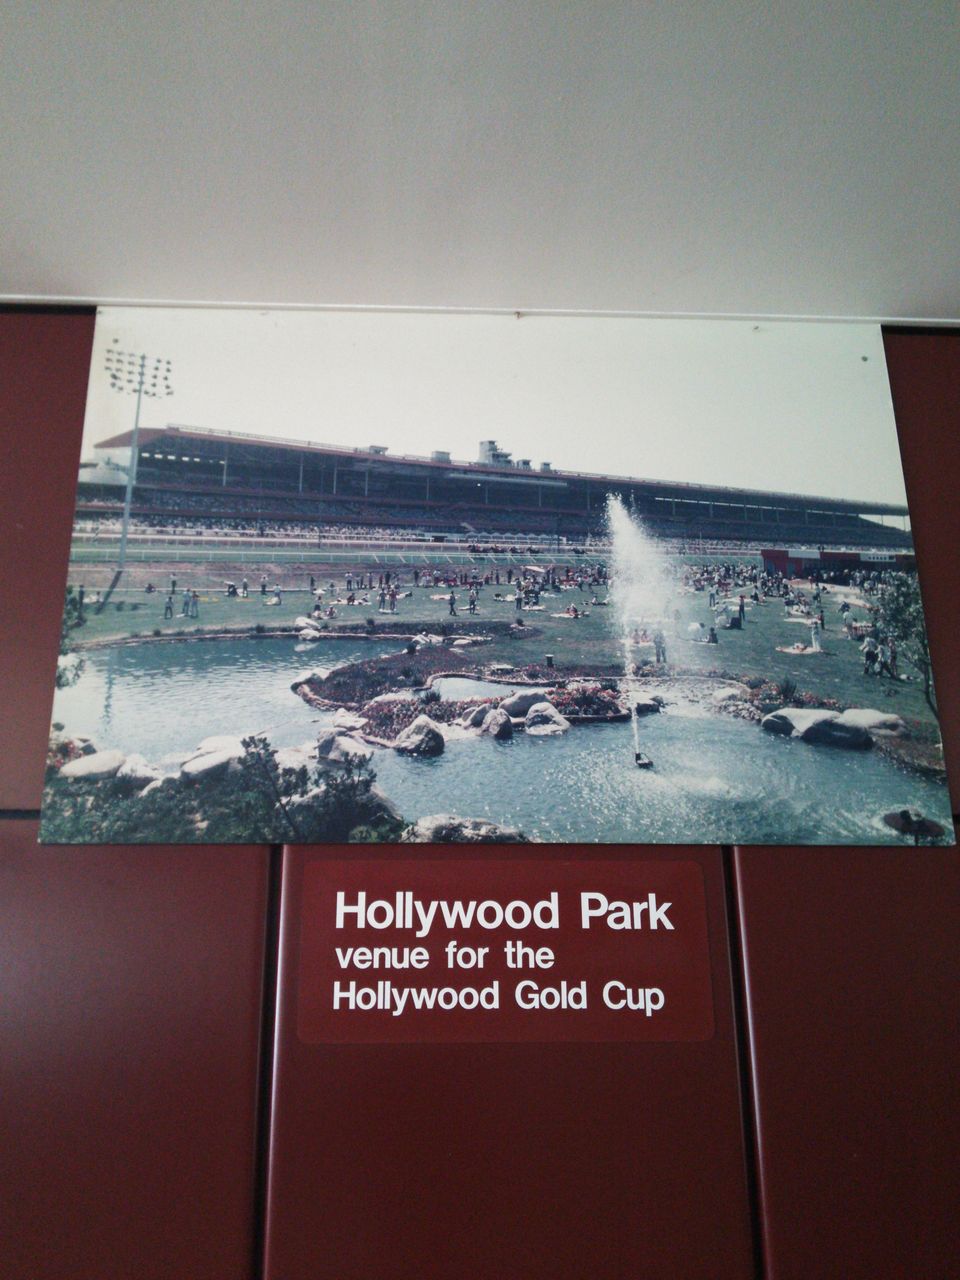 Hollywood Park
venue for the
Hollywood Gold Cup